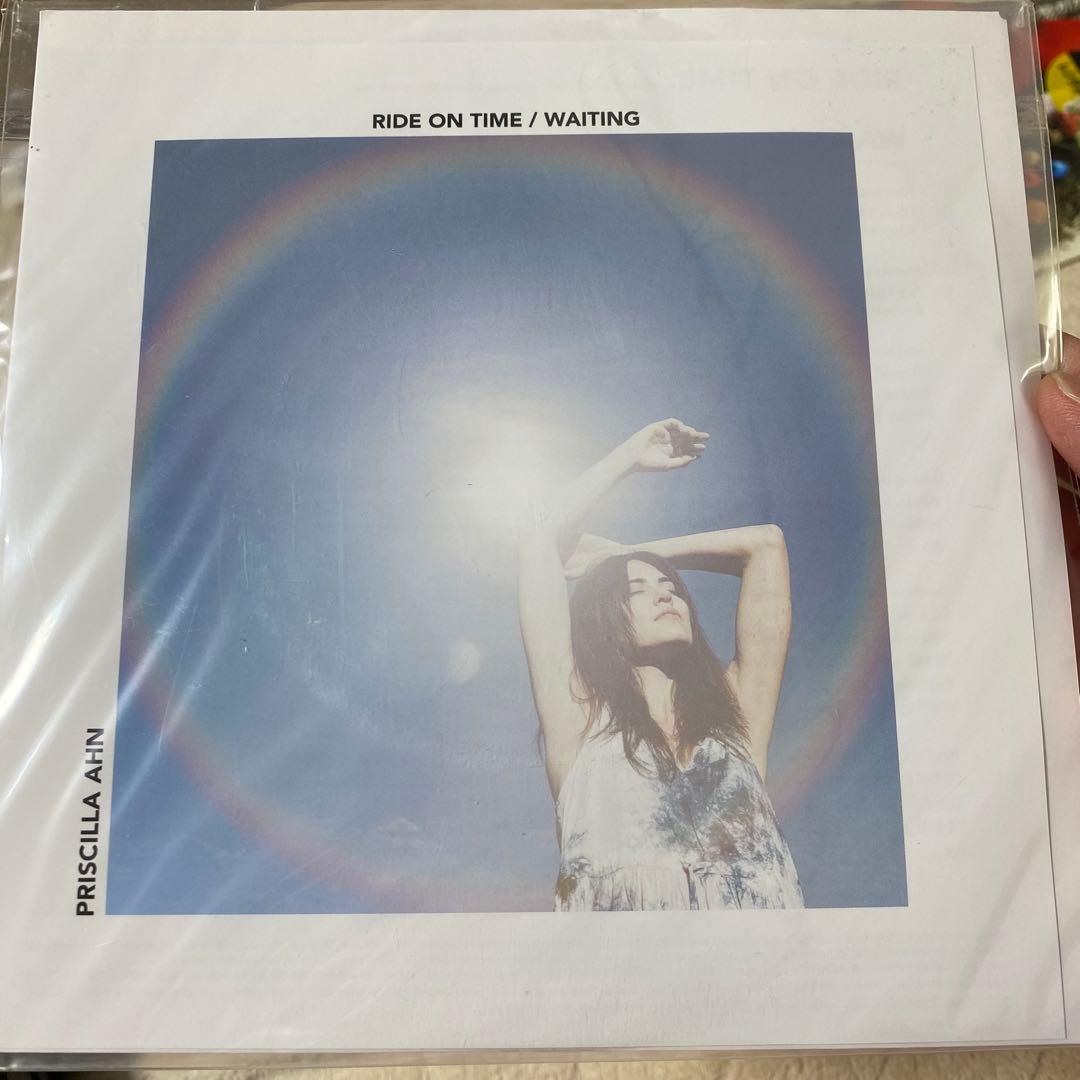 RIDE ON TIME / WAITING
PRISCILLA AHN